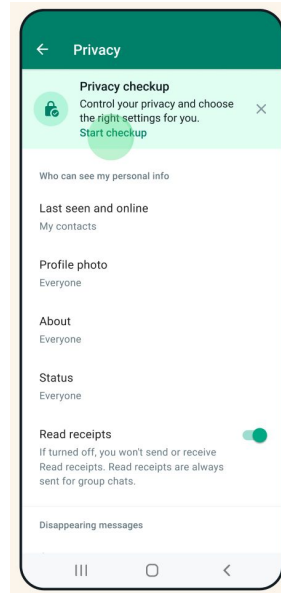 Privacy
Privacy checkup
Control your privacy and choose
the right settings for you.
Start checkup
Who can see my personal info
Last seen and online
My contacts
Profile photo
Everyone
About
Everyone
Status
Everyone
Read receipts
If turned off, you won't send or receive
Read receipts. Read receipts are always
sent for group chats.
Disappearing messages